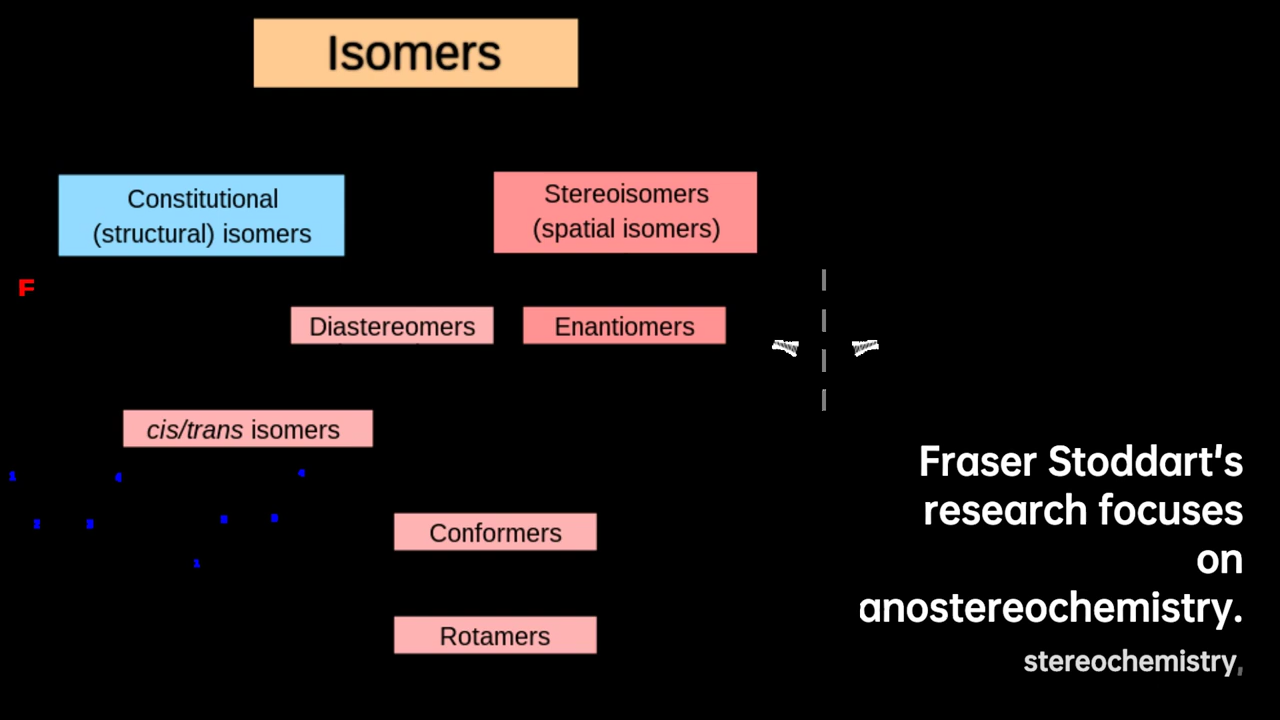 Isomers
Constitutional
(structural) isomers
Stereoisomers
(spatial isomers)
F
Diastereomers
Enantiomers
cis/trans isomers
Conformers
Rotamers
Fraser Stoddart's
research focuses
on
anostereochemistry.
stereochemistry,